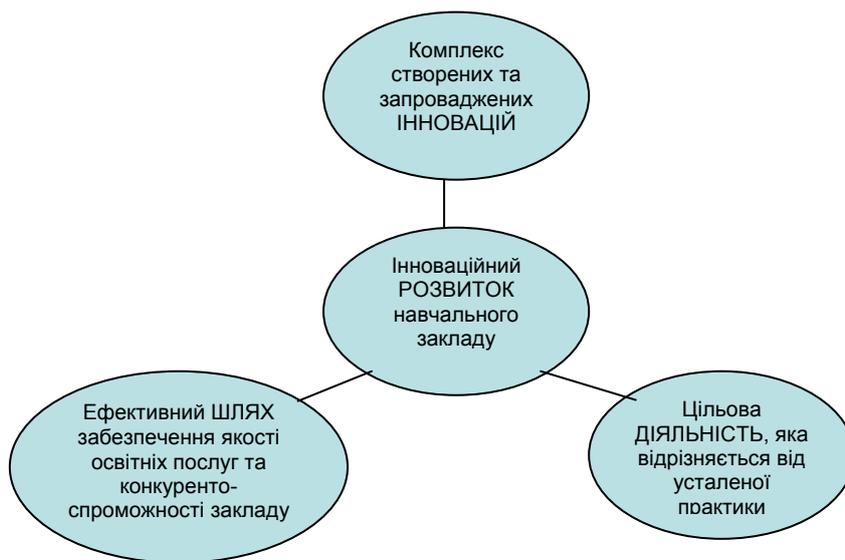 Комплекс
створених та
запроваджених
ІННОВАЦІЙ
Інноваційний
РОЗВИТОК
навчального
закладу
Ефективний ШЛЯХ
забезпечення якості
освітніх послуг та
конкуренто-
спроможності закладу
Цільова
ДІЯЛЬНІСТЬ, яка
відрізняється від
усталеної
практики